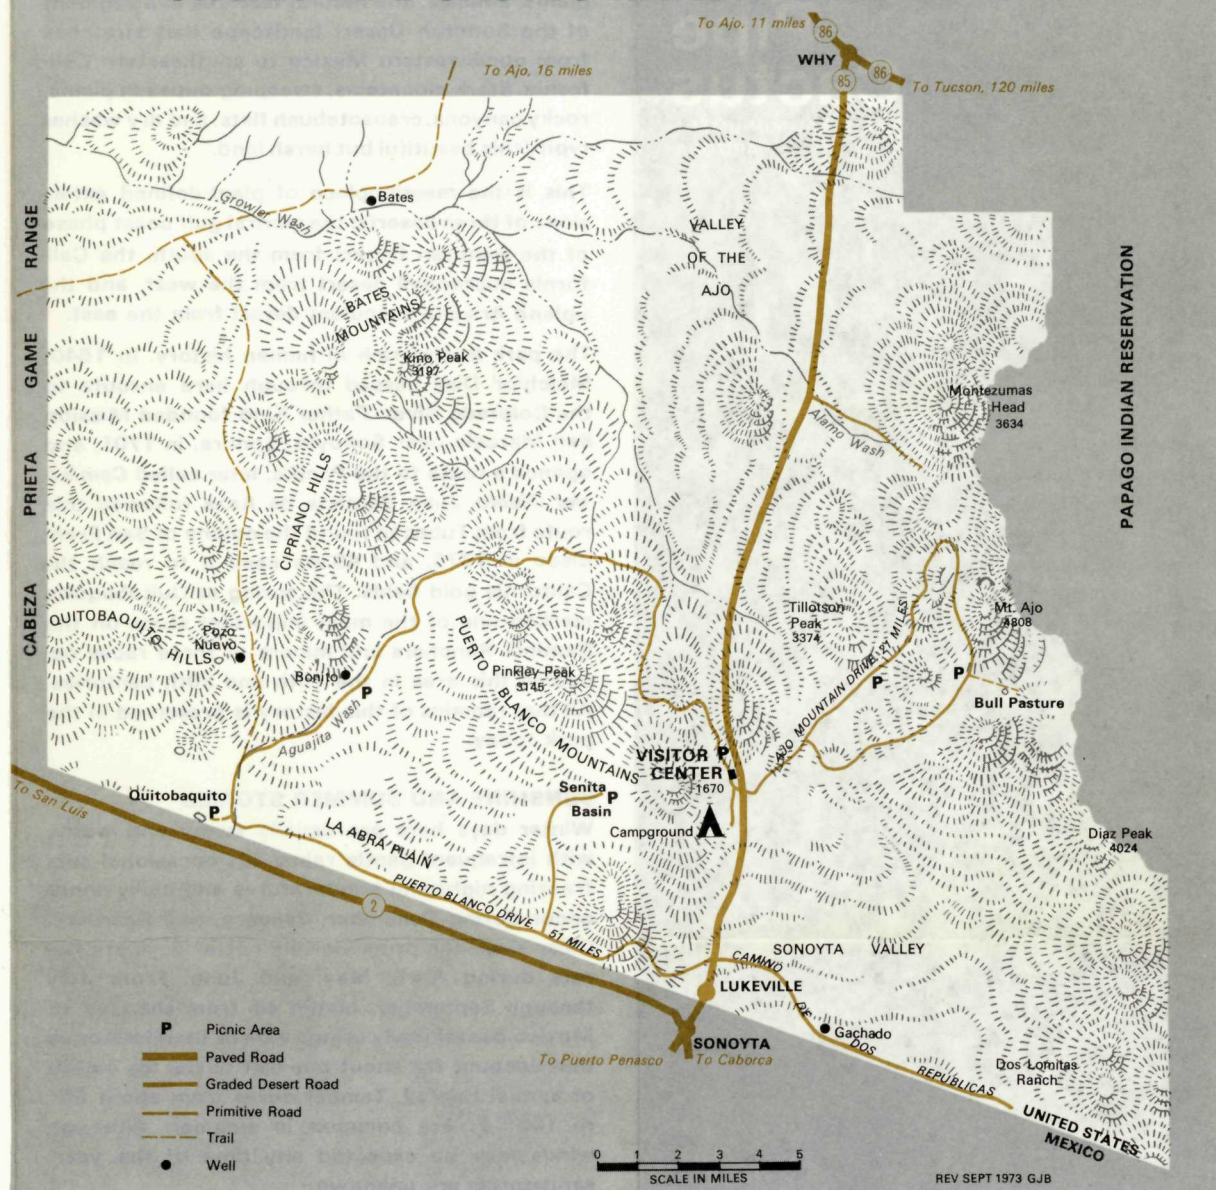 To Ajo, 11 miles
86
WHY
85
86
To Tucson, 120 miles
To Ajo, 16 miles
Growler Wash
Bates
VALLEY
OF THE
AJO
BATES
MOUNTAINS
Kino Peak
3197
CABEZA PRIETA GAME RANGE
PAPAGO INDIAN RESERVATION
Montezumas
Head
3634
Alamo Wash
CIPRIANO HILLS
QUITOBAQUITO
HILLS
Pozo
Nuevo
Bonito
P
Aguajita Wash
PUERTO BLANCO MOUNTAINS
Pinkley Peak
3145
Tillotson
Peak
3374
AJO MOUNTAIN DRIVE, 21 MILES
P
P
Mt. Ajo
4808
Bull Pasture
VISITOR P
CENTER
1670
Campground
Senita P
Basin
Quitobaquito
P
To San Luis
LA ABRA PLAIN
PUERTO BLANCO DRIVE, 51 MILES
2
Diaz Peak
4024
SONOYTA VALLEY
CAMINO DE DOS REPUBLICAS
LUKEVILLE
Gachado
SONOYTA
To Puerto Penasco
To Caborca
Dos Lomitas
Ranch
UNITED STATES
MEXICO
P Picnic Area
Paved Road
Graded Desert Road
Primitive Road
Trail
Well
0 1 2 3 4 5
SCALE IN MILES
REV SEPT 1973 GJB